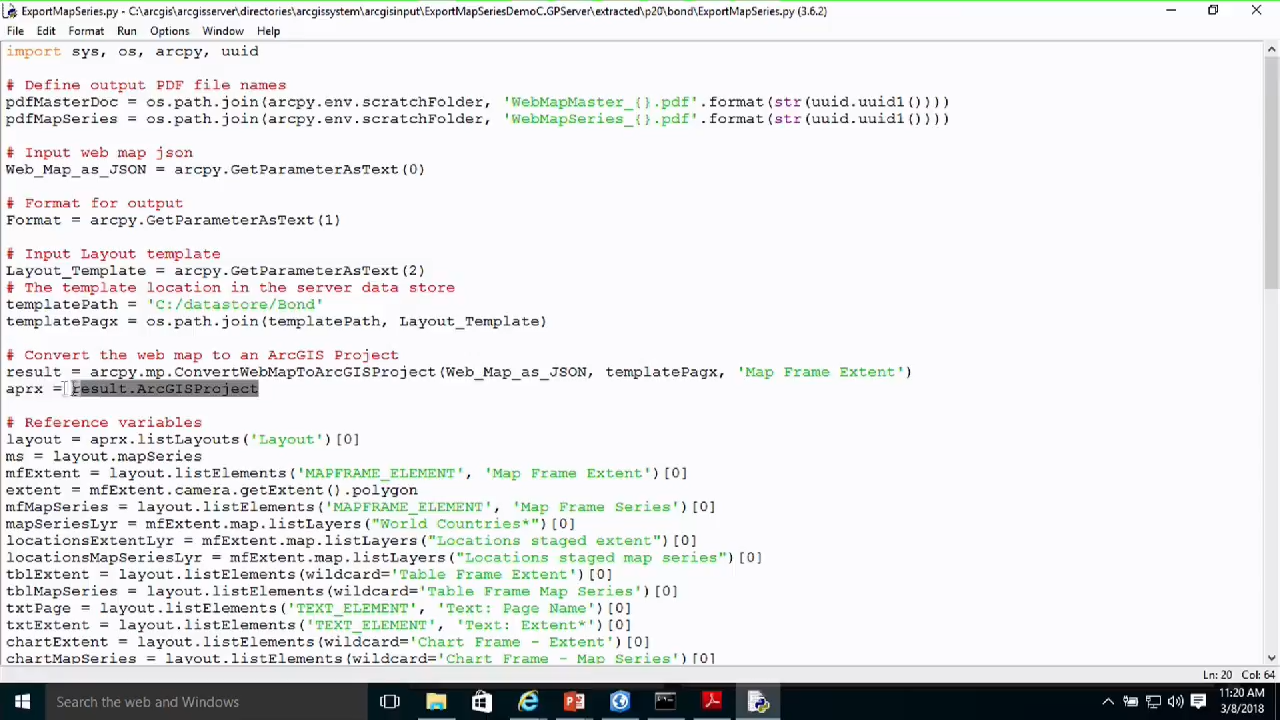 ExportMapSeries.py - C:\arcgis\arcgisserver\directories\arcgissystem\arcgisinput\ExportMapSeriesDemoC.GPServer\extracted\p20\bond\ExportMapSeries.py (3.6.2)
File Edit Format Run Options Window Help
import sys, os, arcpy, uuid
# Define output PDF file names
pdfMasterDoc = os.path.join(arcpy.env.scratchFolder, 'WebMapMaster_{}.pdf'.format(str(uuid.uuid1())))
pdfMapSeries = os.path.join(arcpy.env.scratchFolder, 'WebMapSeries_{}.pdf'.format(str(uuid.uuid1())))
# Input web map json
Web_Map_as_JSON = arcpy.GetParameterAsText(0)
# Format for output
Format = arcpy.GetParameterAsText(1)
# Input Layout template
Layout_Template = arcpy.GetParameterAsText(2)
# The template location in the server data store
templatePath = 'C:/datastore/Bond'
templatePagx = os.path.join(templatePath, Layout_Template)
# Convert the web map to an ArcGIS Project
result = arcpy.mp.ConvertWebMapToArcGISProject(Web_Map_as_JSON, templatePagx, 'Map Frame Extent')
aprx = result.ArcGISProject
# Reference variables
layout = aprx.listLayouts('Layout')[0]
ms = layout.mapSeries
mfExtent = layout.listElements('MAPFRAME_ELEMENT', 'Map Frame Extent')[0]
extent = mfExtent.camera.getExtent().polygon
mfMapSeries = layout.listElements('MAPFRAME_ELEMENT', 'Map Frame Series')[0]
mapSeriesLyr = mfExtent.map.listLayers("World Countries*")[0]
locationsExtentLyr = mfExtent.map.listLayers("Locations staged extent")[0]
locationsMapSeriesLyr = mfExtent.map.listLayers("Locations staged map series")[0]
tblExtent = layout.listElements(wildcard='Table Frame Extent')[0]
tblMapSeries = layout.listElements(wildcard='Table Frame Map Series')[0]
txtPage = layout.listElements('TEXT_ELEMENT', 'Text: Page Name')[0]
txtExtent = layout.listElements('TEXT_ELEMENT', 'Text: Extent*')[0]
chartExtent = layout.listElements(wildcard='Chart Frame - Extent')[0]
chartMapSeries = layout.listElements(wildcard='Chart Frame - Map Series')[0]
Ln: 20 Col: 64
Search the web and Windows
11:20 AM
3/8/2018